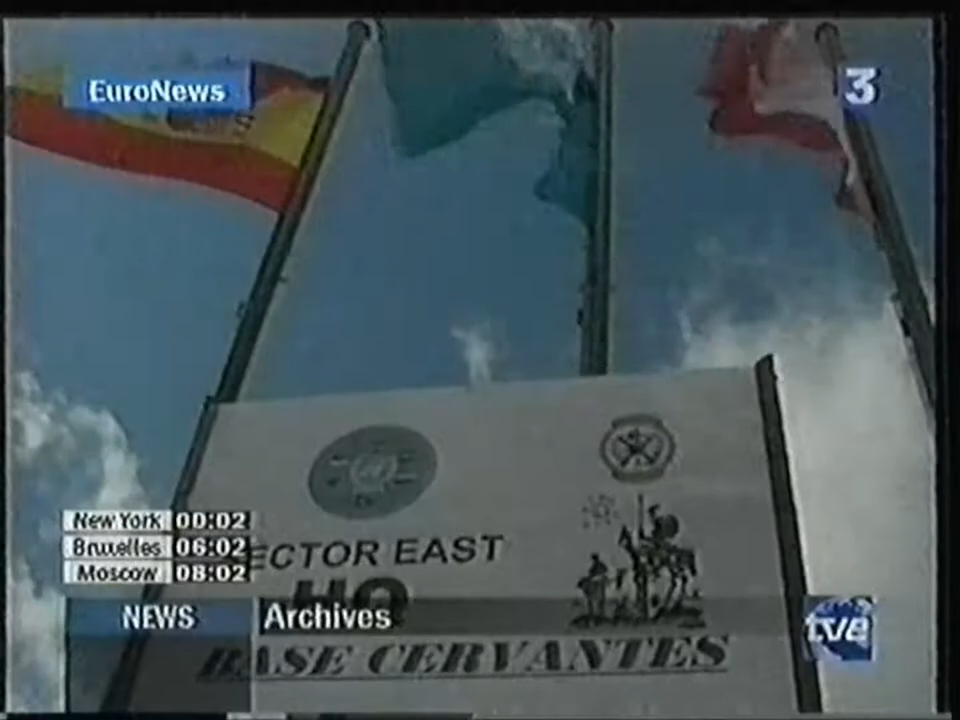 EuroNews
3
New York 00:02
Bruxelles 06:02
Moscow 08:02
ECTOR EAST
HQ
NEWS
Archives
tve
BASE CERVANTES